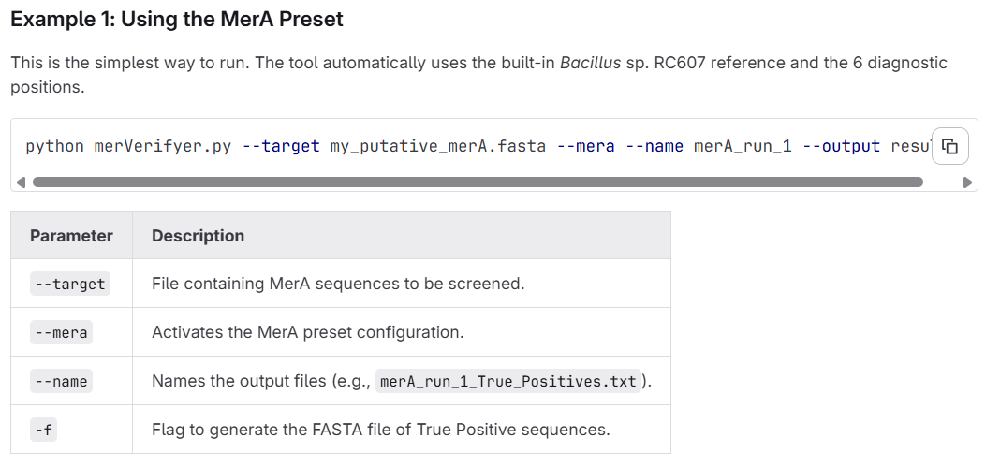 Example 1: Using the MerA Preset
This is the simplest way to run. The tool automatically uses the built-in Bacillus sp. RC607 reference and the 6 diagnostic
positions.
python merVerifyer.py --target my_putative_merA.fasta --mera --name merA_run_1 --output resu
Parameter Description
--target File containing MerA sequences to be screened.
--mera Activates the MerA preset configuration.
--name Names the output files (e.g., merA_run_1_True_Positives.txt).
-f Flag to generate the FASTA file of True Positive sequences.